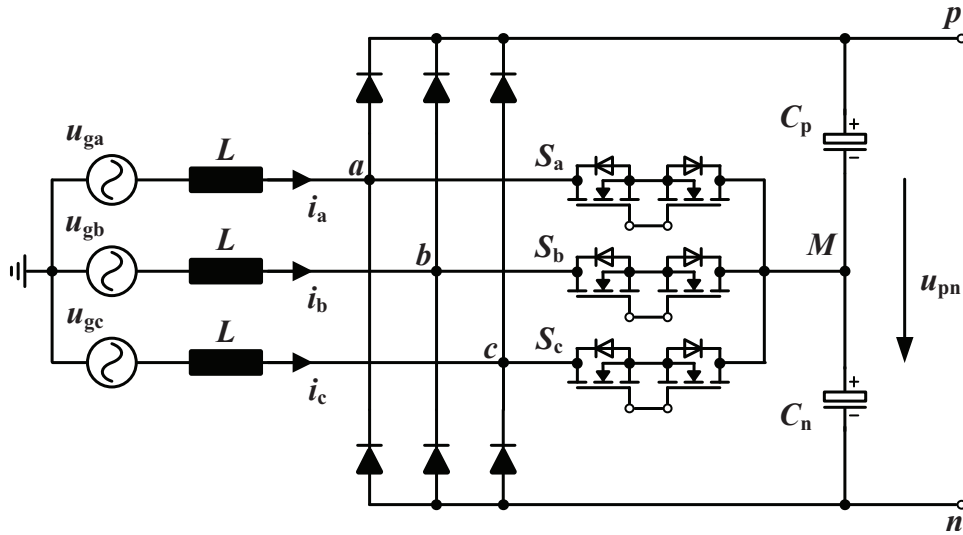 p
u_ga
L
C_p
+
−
a
S_a
i_a
u_gb
L
b
S_b
M
i_b
u_pn
u_gc
L
c
S_c
i_c
C_n
+
−
n